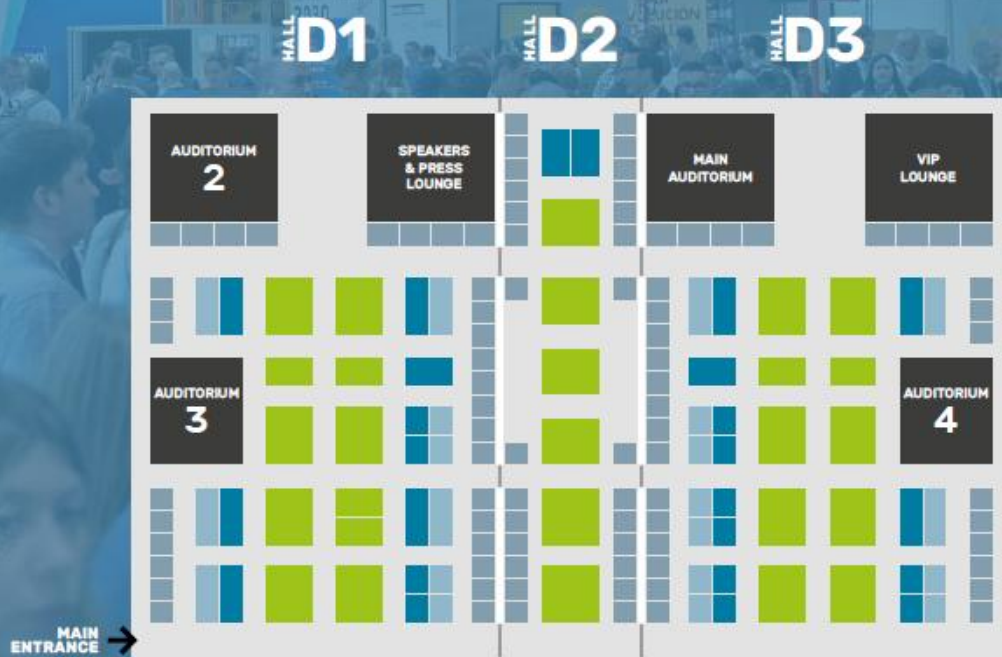 HALL D1
HALL D2
HALL D3
AUDITORIUM
2
SPEAKERS
& PRESS
LOUNGE
MAIN
AUDITORIUM
VIP
LOUNGE
AUDITORIUM
3
AUDITORIUM
4
MAIN
ENTRANCE